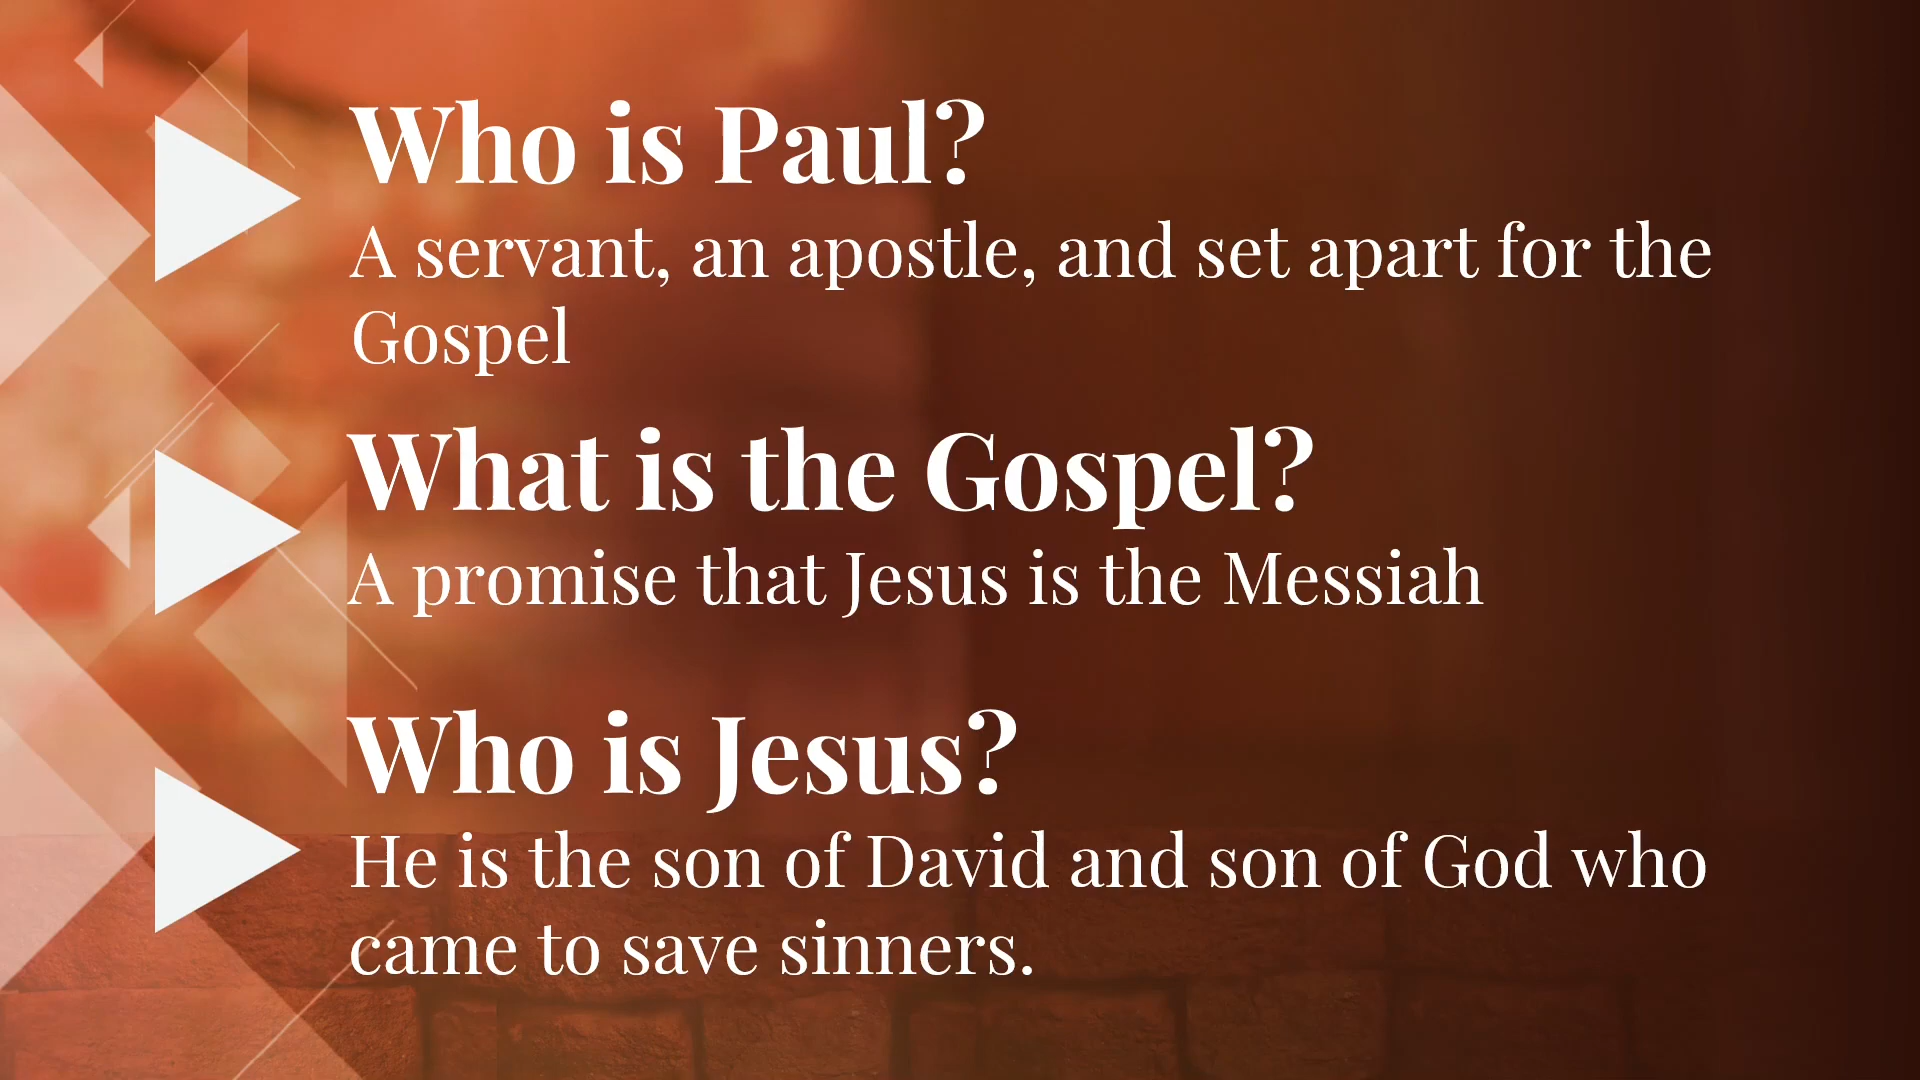 Who is Paul?
A servant, an apostle, and set apart for the
Gospel
What is the Gospel?
A promise that Jesus is the Messiah
Who is Jesus?
He is the son of David and son of God who
came to save sinners.